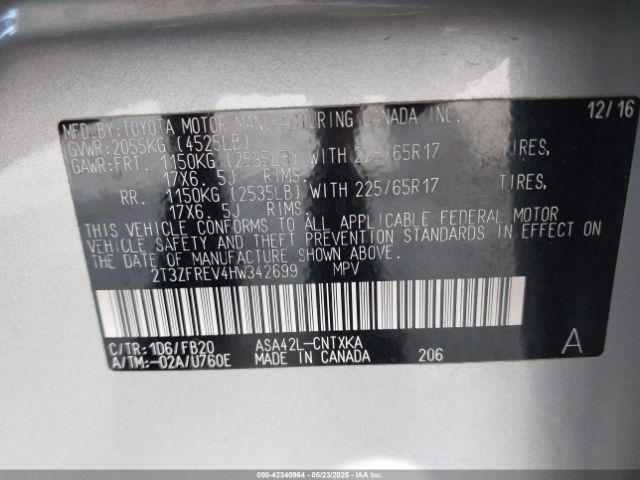 MFD.BY:TOYOTA MOTOR MANUFACTURING CANADA INC. 12/16
GVWR:2055KG (4525LB)
GAWR:FRT. 1150KG (2535LB) WITH 225/65R17 TIRES,
17X6. 5J RIMS.
RR. 1150KG (2535LB) WITH 225/65R17 TIRES,
17X6. 5J RIMS.
THIS VEHICLE CONFORMS TO ALL APPLICABLE FEDERAL MOTOR
VEHICLE SAFETY AND THEFT PREVENTION STANDARDS IN EFFECT
ON THE DATE OF MANUFACTURE SHOWN ABOVE.
2T3ZFREV4HW342699 MPV
C/TR: 1D6/FB20 ASA42L-CNTXKA A
A/TM:-02A/U760E MADE IN CANADA 206
000-42340964 - 05/23/2025 - IAA Inc.